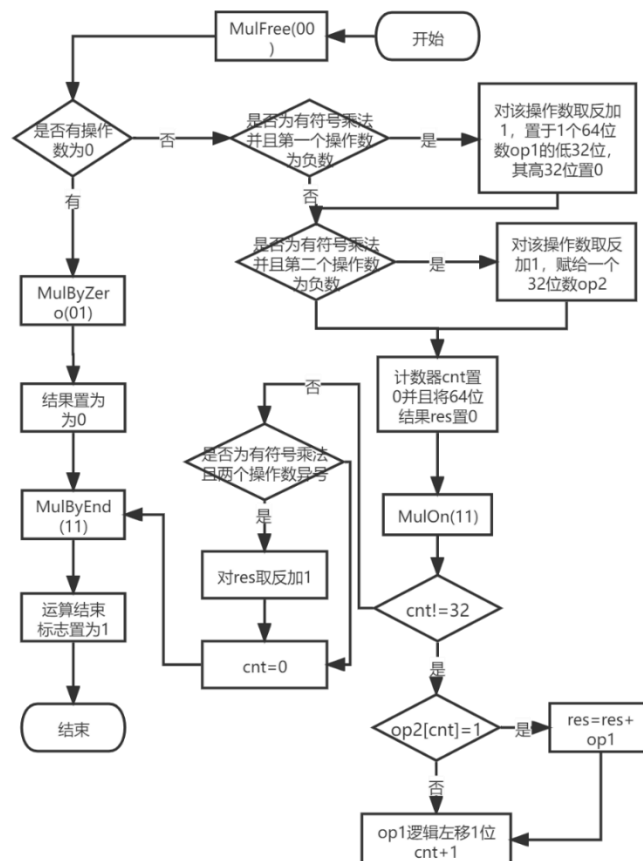 开始
MulFree(00
)
是否有操作
数为0
否
是否为有符号乘法
并且第一个操作数
为负数
是
对该操作数取反加
1，置于1个64位
数op1的低32位，
其高32位置0
有
否
是否为有符号乘法
并且第二个操作数
为负数
是
对该操作数取反
加1，赋给一个
32位数op2
MulByZer
o(01)
结果置为
为0
否
计数器cnt置
0并且将64位
结果res置0
是否为有符号乘法
且两个操作数异号
MulByEnd
(11)
是
MulOn(11)
对res取反加1
运算结束
标志置为1
cnt!=32
cnt=0
是
结束
op2[cnt]=1
是
res=res+
op1
否
op1逻辑左移1位
cnt+1